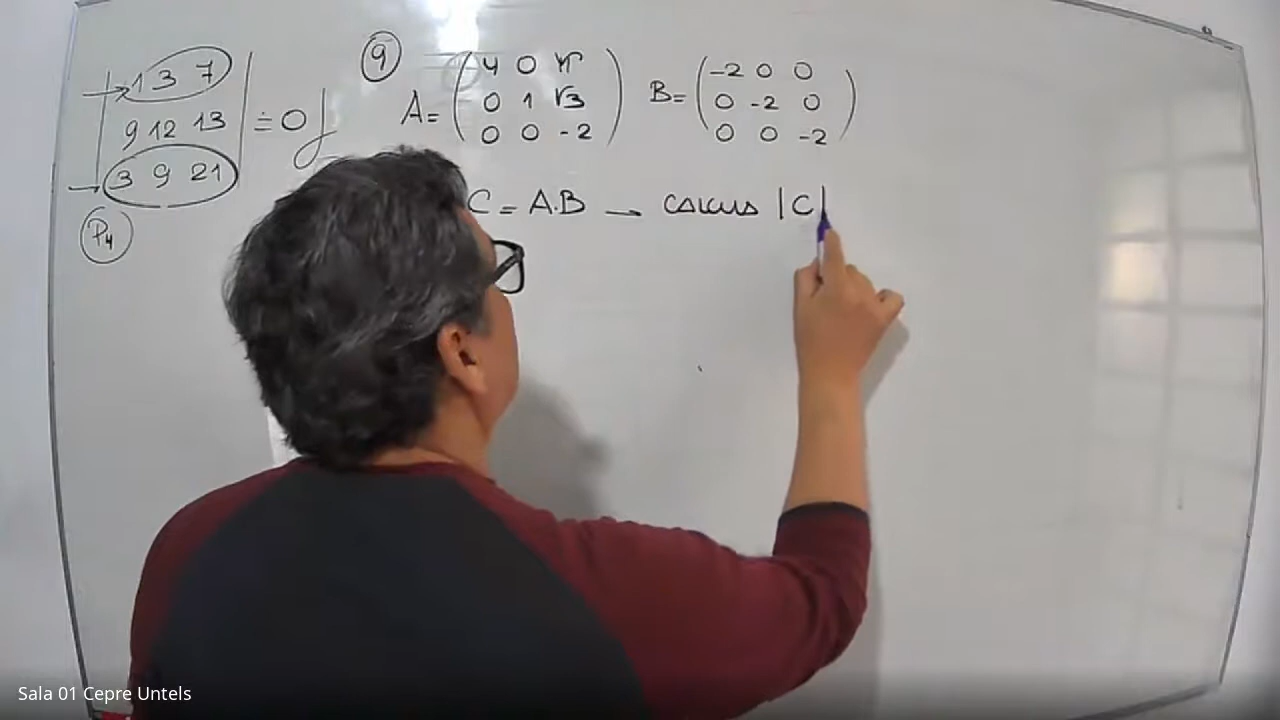 1 3 7
9 12 13 = 0
3 9 21
P4
9
A = 4 0 π
0 1 √3
0 0 -2
B = -2 0 0
0 -2 0
0 0 -2
C = A.B → CALCULA |C|
Sala 01 Cepre Untels